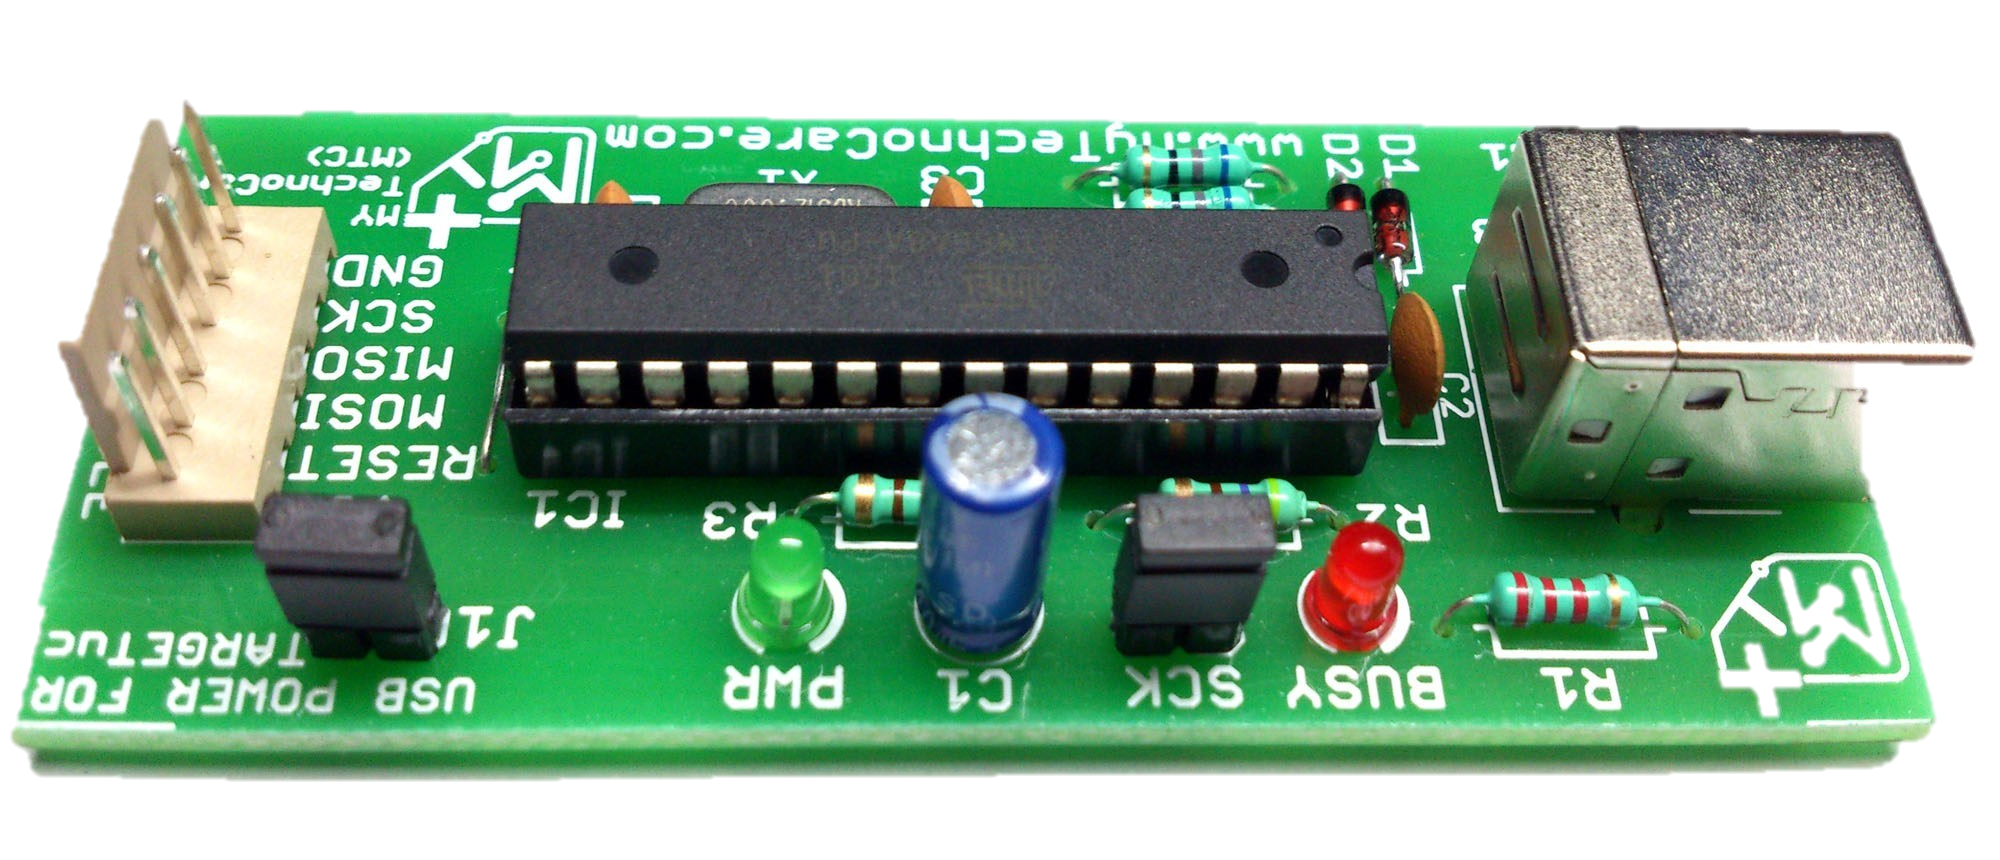 www.myTechnoCare.com
D1
D2
C3
X1
MY
TechnoCa
(MTC)
GND
SCK
MISO
MOSI
RESET
C2
IC1
R3
R2
J1
USB POWER FOR
TARGETuC
PWR
C1
SCK
BUSY
R1